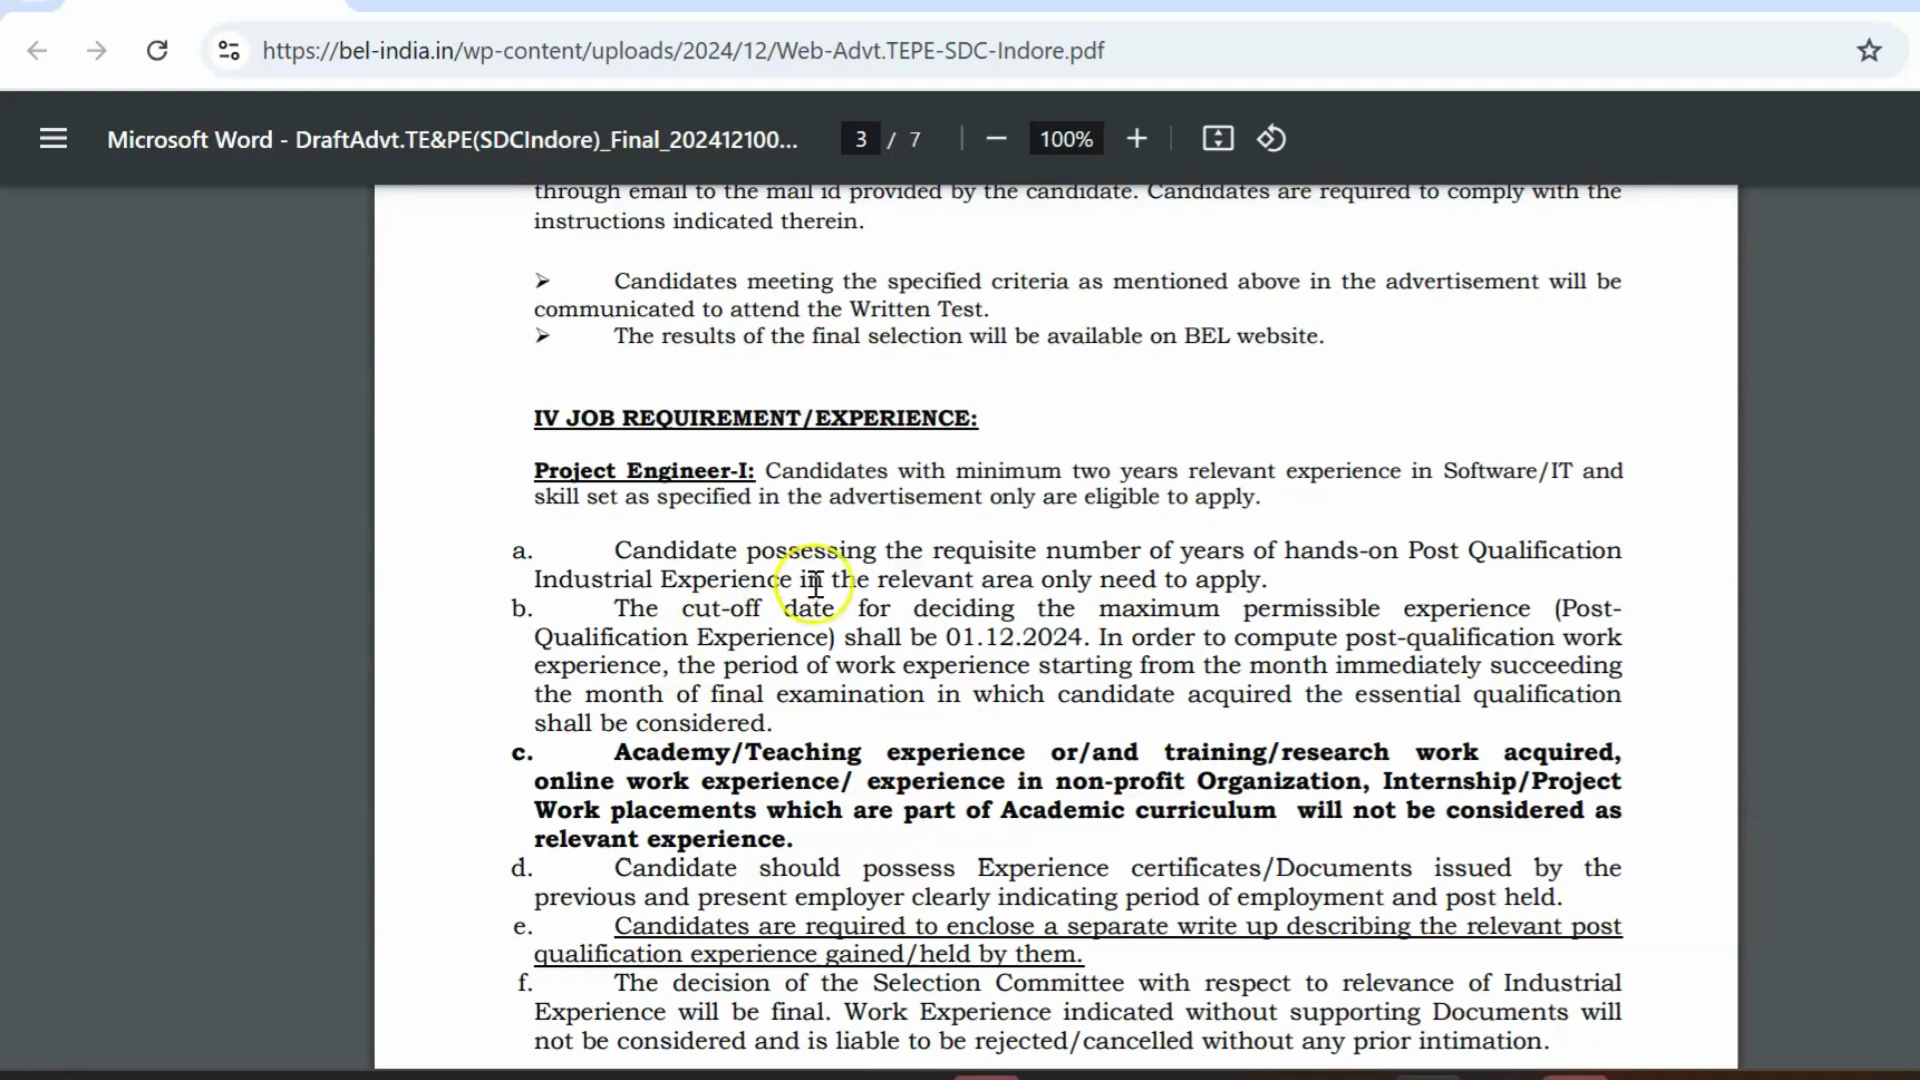 https://bel-india.in/wp-content/uploads/2024/12/Web-Advt.TEPE-SDC-Indore.pdf
Microsoft Word - DraftAdvt.TE&PE(SDCIndore)_Final_202412100... 3 / 7 100%
through email to the mail id provided by the candidate. Candidates are required to comply with the
instructions indicated therein.
➢ Candidates meeting the specified criteria as mentioned above in the advertisement will be
communicated to attend the Written Test.
➢ The results of the final selection will be available on BEL website.
IV JOB REQUIREMENT/EXPERIENCE:
Project Engineer-I: Candidates with minimum two years relevant experience in Software/IT and
skill set as specified in the advertisement only are eligible to apply.
a. Candidate possessing the requisite number of years of hands-on Post Qualification
Industrial Experience in the relevant area only need to apply.
b. The cut-off date for deciding the maximum permissible experience (Post-
Qualification Experience) shall be 01.12.2024. In order to compute post-qualification work
experience, the period of work experience starting from the month immediately succeeding
the month of final examination in which candidate acquired the essential qualification
shall be considered.
c. Academy/Teaching experience or/and training/research work acquired,
online work experience/ experience in non-profit Organization, Internship/Project
Work placements which are part of Academic curriculum will not be considered as
relevant experience.
d. Candidate should possess Experience certificates/Documents issued by the
previous and present employer clearly indicating period of employment and post held.
e. Candidates are required to enclose a separate write up describing the relevant post
qualification experience gained/held by them.
f. The decision of the Selection Committee with respect to relevance of Industrial
Experience will be final. Work Experience indicated without supporting Documents will
not be considered and is liable to be rejected/cancelled without any prior intimation.